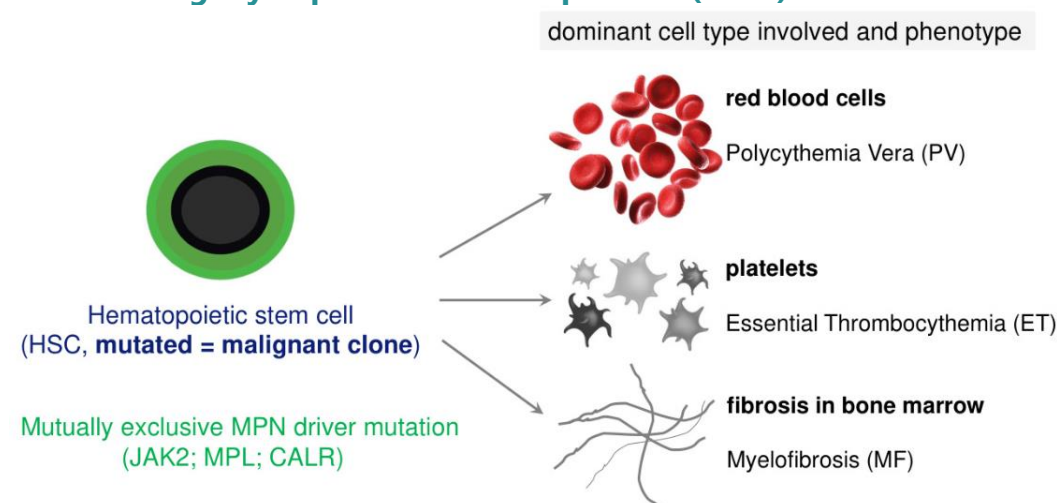 dominant cell type involved and phenotype
red blood cells
Polycythemia Vera (PV)
platelets
Essential Thrombocythemia (ET)
Hematopoietic stem cell
(HSC, mutated = malignant clone)
fibrosis in bone marrow
Myelofibrosis (MF)
Mutually exclusive MPN driver mutation
(JAK2; MPL; CALR)